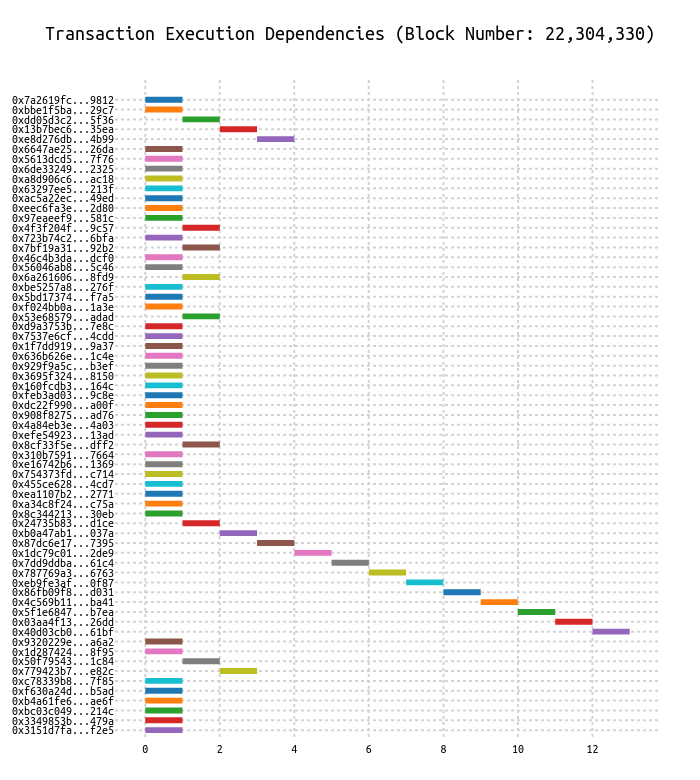 Transaction Execution Dependencies (Block Number: 22,304,330)
0x7a2619fc...9812
0xbbe1f5ba...29c7
0xdd05d3c2...5f36
0x13b7bec6...35ea
0xe8d276db...4b99
0x6647ae25...26da
0x5613dcd5...7f76
0x6de33249...2325
0xa8d906c6...ac18
0x63297ee5...213f
0xac5a22ec...49ed
0xeec6fa3e...2d80
0x97eaeef9...581c
0x4f3f204f...9c57
0x723b74c2...6bfa
0x7bf19a31...92b2
0x46c4b3da...dcf0
0x56046ab8...5c46
0x6a261606...8fd9
0xbe5257a8...276f
0x5bd17374...f7a5
0xf024bb0a...1a3e
0x53e68579...adad
0xd9a3753b...7e8c
0x7537e6cf...4cdd
0x1f7dd919...9a37
0x636b626e...1c4e
0x929f9a5c...b3ef
0x3695f324...8150
0x160fcdb3...164c
0xfeb3ad03...9c8e
0xdc22f990...a00f
0x908f8275...ad76
0x4a84eb3e...4a03
0xefe54923...13ad
0x8cf33f5e...dff2
0x310b7591...7664
0xe16742b6...1369
0x754373fd...c714
0x455ce628...4cd7
0xea1107b2...2771
0xa34c8f24...c75a
0x8c344213...30eb
0x24735b83...d1ce
0xb0a47ab1...037a
0x87dc6e17...7395
0x1dc79c01...2de9
0x7dd9ddba...61c4
0x787769a3...6763
0xeb9fe3af...0f87
0x86fb09f8...d031
0x4c569b11...ba41
0x5f1e6847...b7ea
0x03aa4f13...26dd
0x40d03cb0...61bf
0x9320229e...a6a2
0x1d287424...8f95
0x50f79543...1c84
0x779423b7...e82c
0xc78339b8...7f85
0xf630a24d...b5ad
0xb4a61fe6...ae6f
0xbc03c049...214c
0x3349853b...479a
0x3151d7fa...f2e5
0 2 4 6 8 10 12